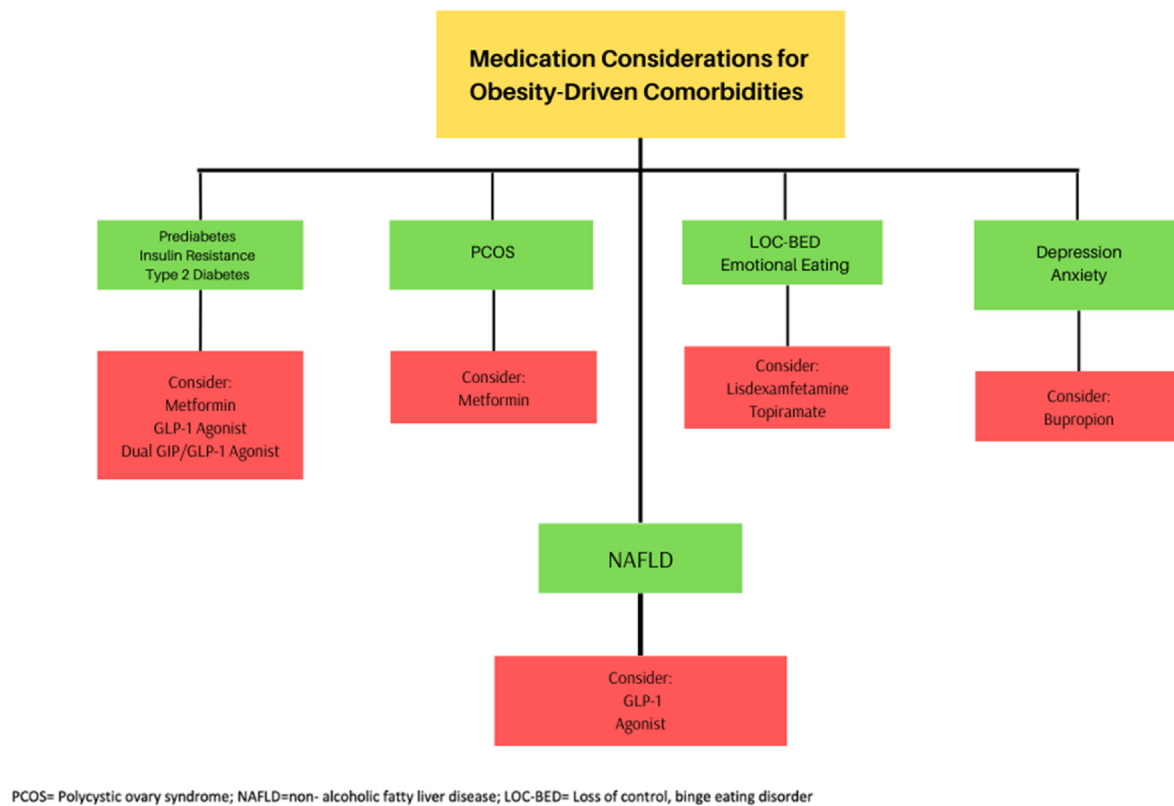 Medication Considerations for
Obesity-Driven Comorbidities
Prediabetes
Insulin Resistance
Type 2 Diabetes
Consider:
Metformin
GLP-1 Agonist
Dual GIP/GLP-1 Agonist
PCOS
Consider:
Metformin
LOC-BED
Emotional Eating
Consider:
Lisdexamfetamine
Topiramate
Depression
Anxiety
Consider:
Bupropion
NAFLD
Consider:
GLP-1
Agonist
PCOS= Polycystic ovary syndrome; NAFLD=non- alcoholic fatty liver disease; LOC-BED= Loss of control, binge eating disorder